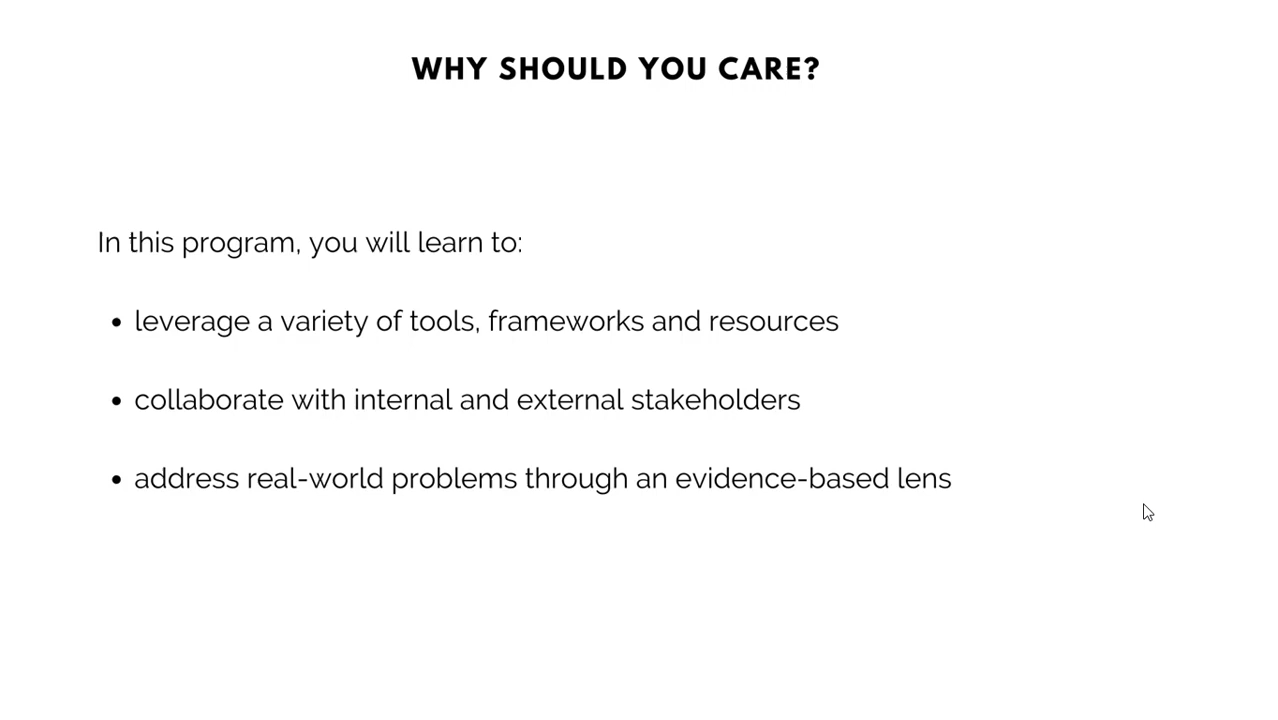 WHY SHOULD YOU CARE?
In this program, you will learn to:
• leverage a variety of tools, frameworks and resources
• collaborate with internal and external stakeholders
• address real-world problems through an evidence-based lens